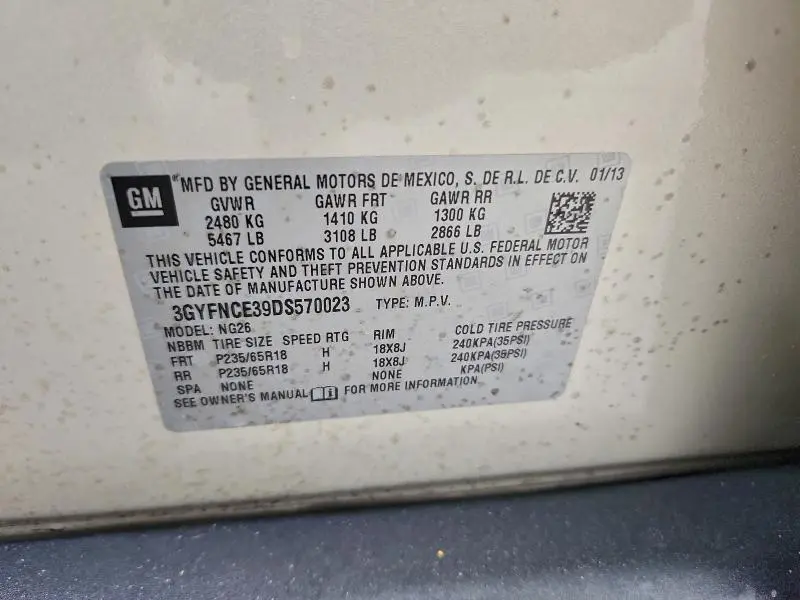 GM MFD BY GENERAL MOTORS DE MEXICO, S. DE R.L. DE C.V. 01/13
GVWR GAWR FRT GAWR RR
2480 KG 1410 KG 1300 KG
5467 LB 3108 LB 2866 LB
THIS VEHICLE CONFORMS TO ALL APPLICABLE U.S. FEDERAL MOTOR
VEHICLE SAFETY AND THEFT PREVENTION STANDARDS IN EFFECT ON
THE DATE OF MANUFACTURE SHOWN ABOVE.
3GYFNCE39DS570023 TYPE: M.P.V.
MODEL: NG26
NBBM TIRE SIZE SPEED RTG RIM COLD TIRE PRESSURE
FRT P235/65R18 H 18X8J 240KPA(35PSI)
RR P235/65R18 H 18X8J 240KPA(35PSI)
SPA NONE NONE KPA(PSI)
SEE OWNER'S MANUAL FOR MORE INFORMATION